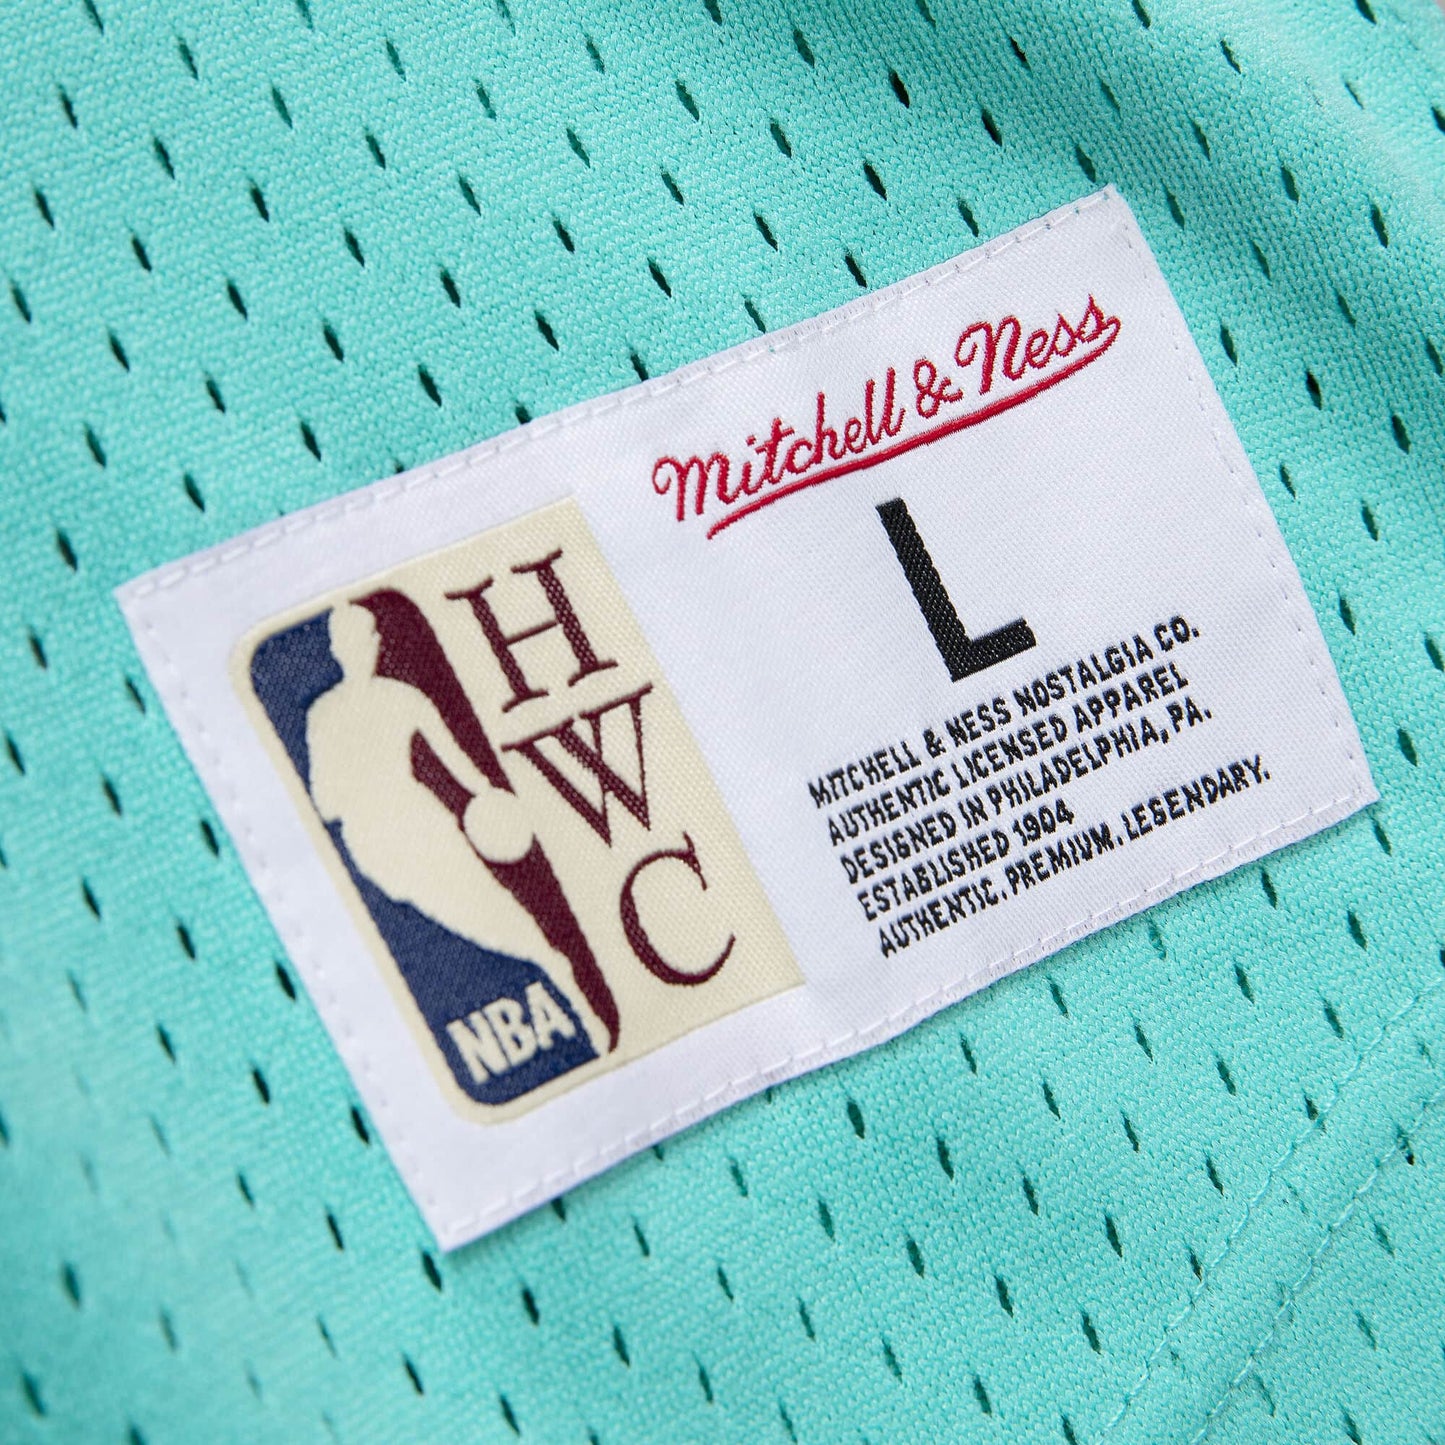 Mitchell & Ness
L
MITCHELL & NESS NOSTALGIA CO.
AUTHENTIC LICENSED APPAREL
DESIGNED IN PHILADELPHIA, PA.
ESTABLISHED 1904
AUTHENTIC. PREMIUM. LEGENDARY.
H
W
C
NBA